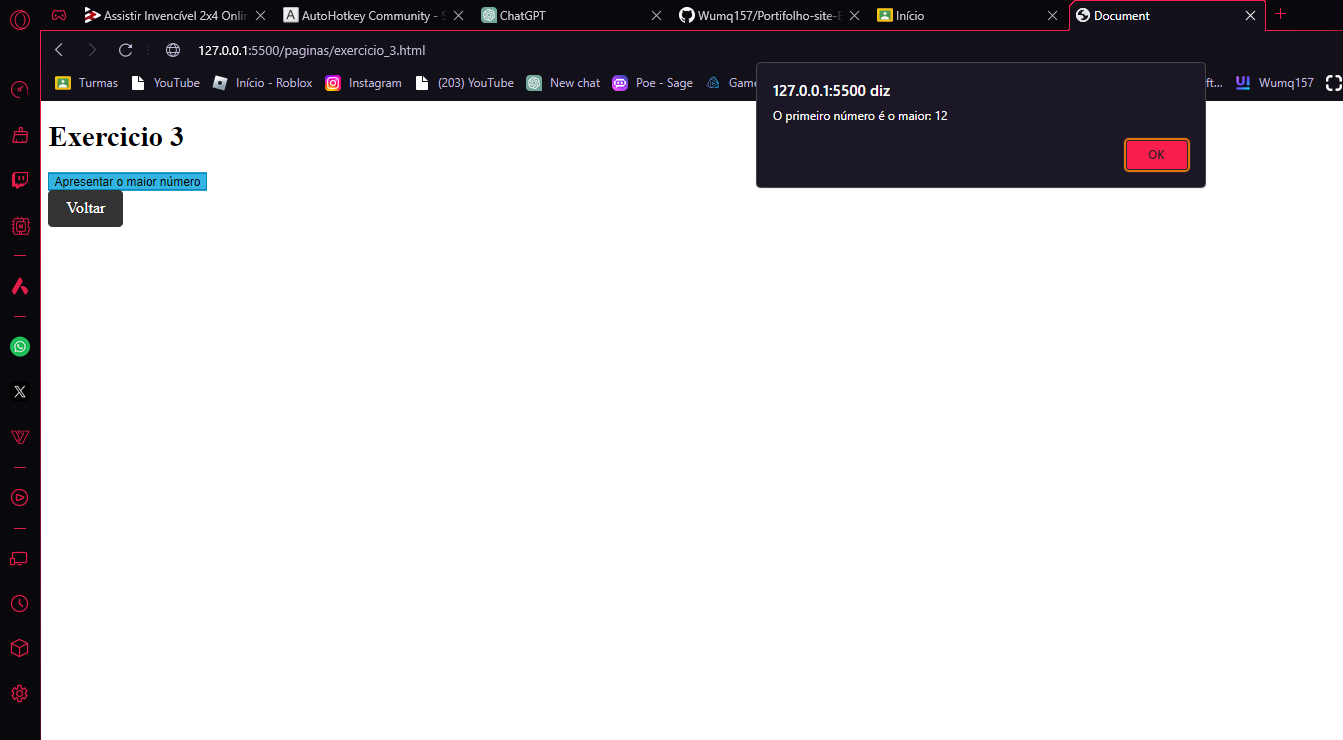 Assistir Invencível 2x4 Onlin
AutoHotkey Community - S
ChatGPT
Wumq157/Portifolho-site-E
Início
Document
127.0.0.1:5500/paginas/exercicio_3.html
Turmas
YouTube
Início - Roblox
Instagram
(203) YouTube
New chat
Poe - Sage
Game
ft...
Wumq157
127.0.0.1:5500 diz
O primeiro número é o maior: 12
OK
Exercicio 3
Apresentar o maior número
Voltar